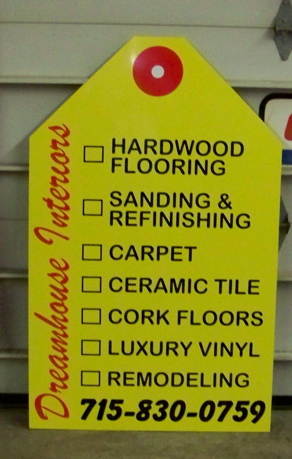 Dreamhouse Interiors
HARDWOOD
FLOORING
SANDING &
REFINISHING
CARPET
CERAMIC TILE
CORK FLOORS
LUXURY VINYL
REMODELING
715-830-0759